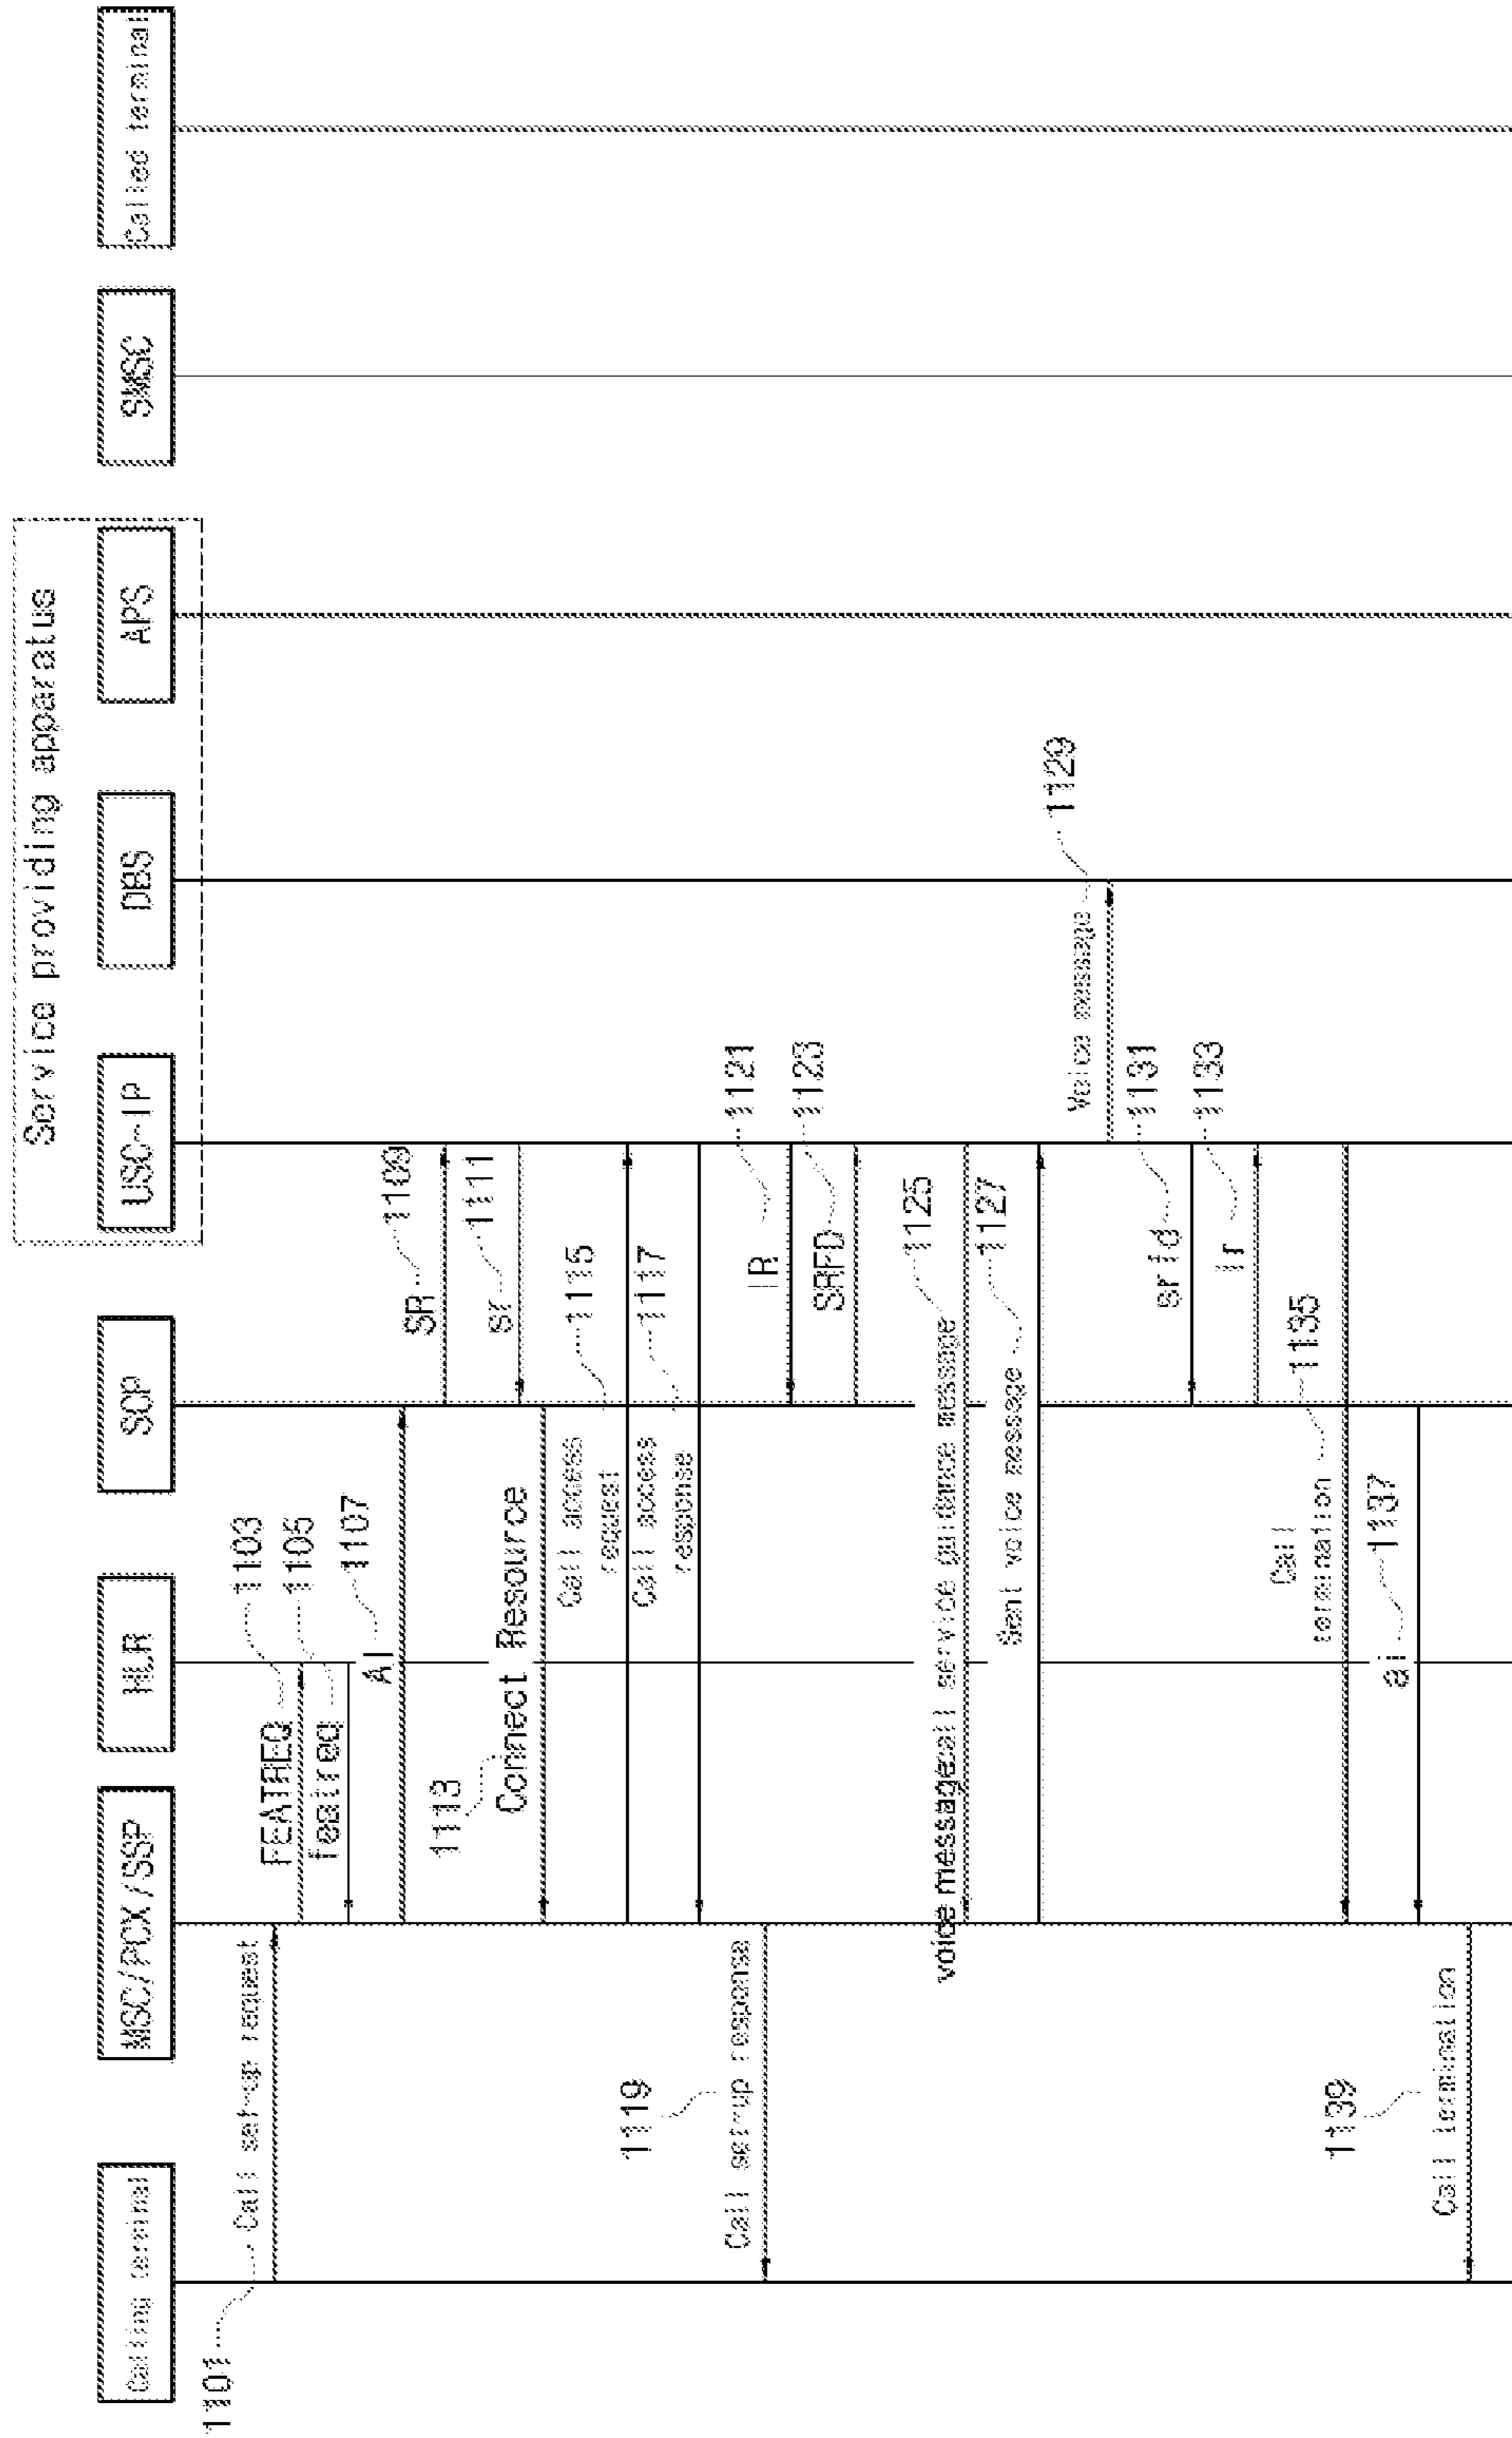 Service providing apparatus
Calling terminal
MSC/PCX/SSP
HLR
SCP
USC-IP
DBS
APS
SMSC
Called terminal
1101
Call set-up request
FEATREQ
1103
featreq
1105
AI
1107
SR
1109
sr
1111
1113
Connect Resource
Call access
request
1115
Call access
response
1117
1119
Call set-up response
IR
1121
SRFD
1123
voice messagecall service guidance message
1125
Sent voice message
1127
Voice message
1129
srfd
1131
ir
1133
Call
termination
1135
ai
1137
1139
Call termination